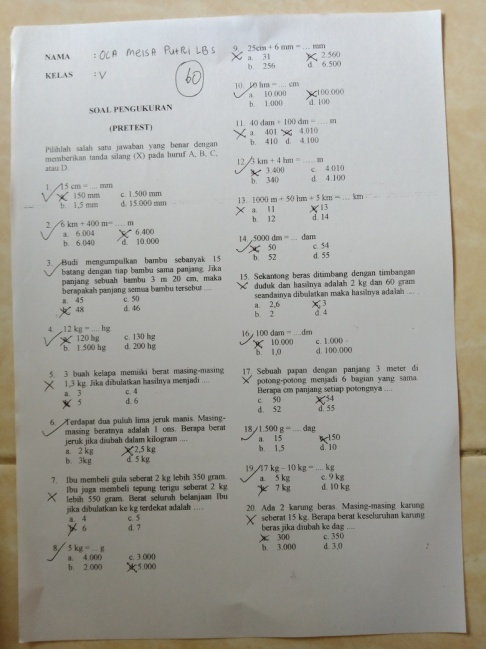 NAMA : OCA MEISA PUTRI LBS
KELAS : V
60
SOAL PENGUKURAN
(PRETEST)
Pilihlah salah satu jawaban yang benar dengan
memberikan tanda silang (X) pada huruf A, B, C,
atau D.
1. 15 cm = ... mm
a. 150 mm c. 1.500 mm
b. 1,5 mm d. 15.000 mm
2. 6 km + 400 m= ... m
a. 6.004 c. 6.400
b. 6.040 d. 10.000
3. Budi mengumpulkan bambu sebanyak 15
batang dengan tiap bambu sama panjang. Jika
panjang sebuah bambu 3 m 20 cm, maka
berapakah panjang semua bambu tersebut ...
a. 45 c. 50
b. 48 d. 46
4. 12 kg = ... hg
a. 120 hg c. 130 hg
b. 1.500 hg d. 200 hg
5. 3 buah kelapa memiiki berat masing-masing
1,3 kg. Jika dibulatkan hasilnya menjadi ...
a. 3 c. 4
b. 5 d. 6
6. Terdapat dua puluh lima jeruk manis. Masing-
masing beratnya adalah 1 ons. Berapa berat
jeruk jika diubah dalam kilogram ....
a. 2 kg c. 2,5 kg
b. 3kg d. 5 kg
7. Ibu membeli gula seberat 2 kg lebih 350 gram.
Ibu juga membeli tepung terigu seberat 2 kg
lebih 550 gram. Berat seluruh belanjaan Ibu
jika dibulatkan ke kg terdekat adalah ....
a. 4 c. 5
b. 6 d. 7
8. 5 kg = ... g
a. 4.000 c. 3.000
b. 2.000 d. 5.000
9. 25cm + 6 mm = ... mm
a. 31 c. 2.560
b. 256 d. 6.500
10. 10 hm = ... cm
a. 10.000 c. 100.000
b. 1.000 d. 100
11. 40 dam + 100 dm = ... m
a. 401 c. 4.010
b. 410 d. 4.100
12. 3 km + 4 hm = ... m
a. 3.400 c. 4.010
b. 340 d. 4.100
13. 1000 m + 50 hm + 5 km = ... km
a. 11 c. 13
b. 12 d. 14
14. 5000 dm = ... dam
a. 50 c. 54
b. 52 d. 55
15. Sekantong beras ditimbang dengan timbangan
duduk dan hasilnya adalah 2 kg dan 60 gram
seandainya dibulatkan maka hasilnya adalah ...
a. 2,6 c. 3
b. 2 d. 4
16. 100 dam = ...dm
a. 10.000 c. 1.000
b. 1,0 d. 100.000
17. Sebuah papan dengan panjang 3 meter di
potong-potong menjadi 6 bagian yang sama.
Berapa cm panjang setiap potongnya ....
c. 50 c. 54
d. 52 d. 55
18. 1.500 g = ... dag
a. 15 c. 150
b. 1,5 d. 10
19. 17 kg – 10 kg = ... kg
a. 5 kg c. 9 kg
b. 7 kg d. 10 kg
20. Ada 2 karung beras. Masing-masing karung
seberat 15 kg. Berapa berat keseluruhan karung
beras jika diubah ke dag ....
a. 300 c. 350
b. 3.000 d. 3,0